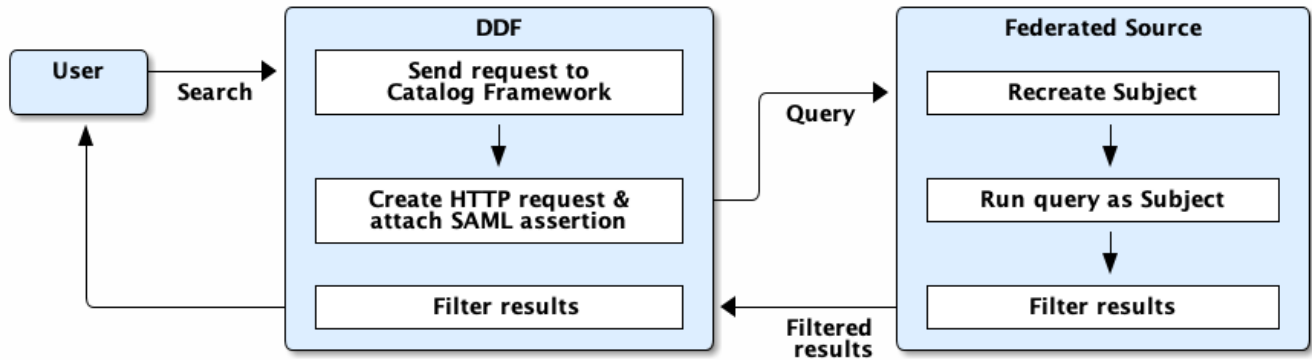 User
Search
DDF
Send request to
Catalog Framework
Create HTTP request &
attach SAML assertion
Filter results
Query
Federated Source
Recreate Subject
Run query as Subject
Filter results
Filtered
results